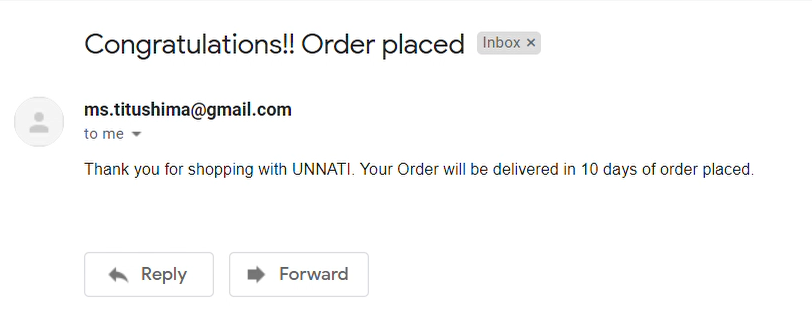 Congratulations!! Order placed Inbox ×
ms.titushima@gmail.com
to me
Thank you for shopping with UNNATI. Your Order will be delivered in 10 days of order placed.
Reply Forward